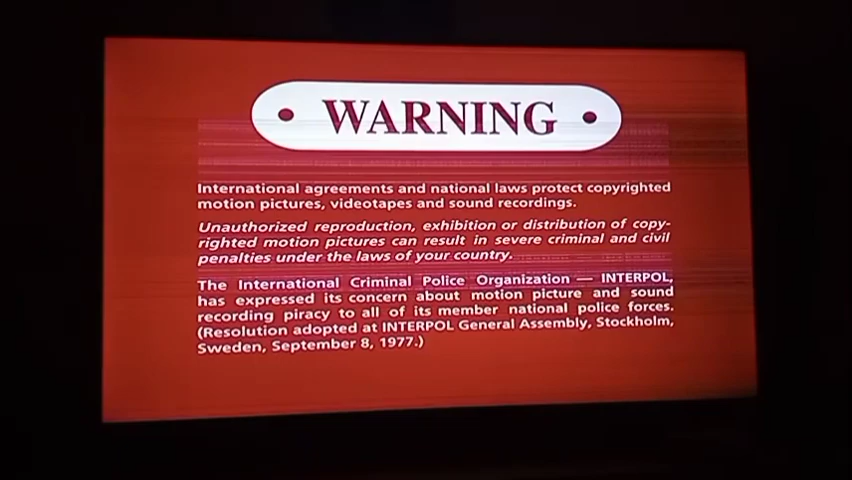 WARNING
International agreements and national laws protect copyrighted
motion pictures, videotapes and sound recordings.
Unauthorized reproduction, exhibition or distribution of copy-
righted motion pictures can result in severe criminal and civil
penalties under the laws of your country.
The International Criminal Police Organization — INTERPOL,
has expressed its concern about motion picture and sound
recording piracy to all of its member national police forces.
(Resolution adopted at INTERPOL General Assembly, Stockholm,
Sweden, September 8, 1977.)